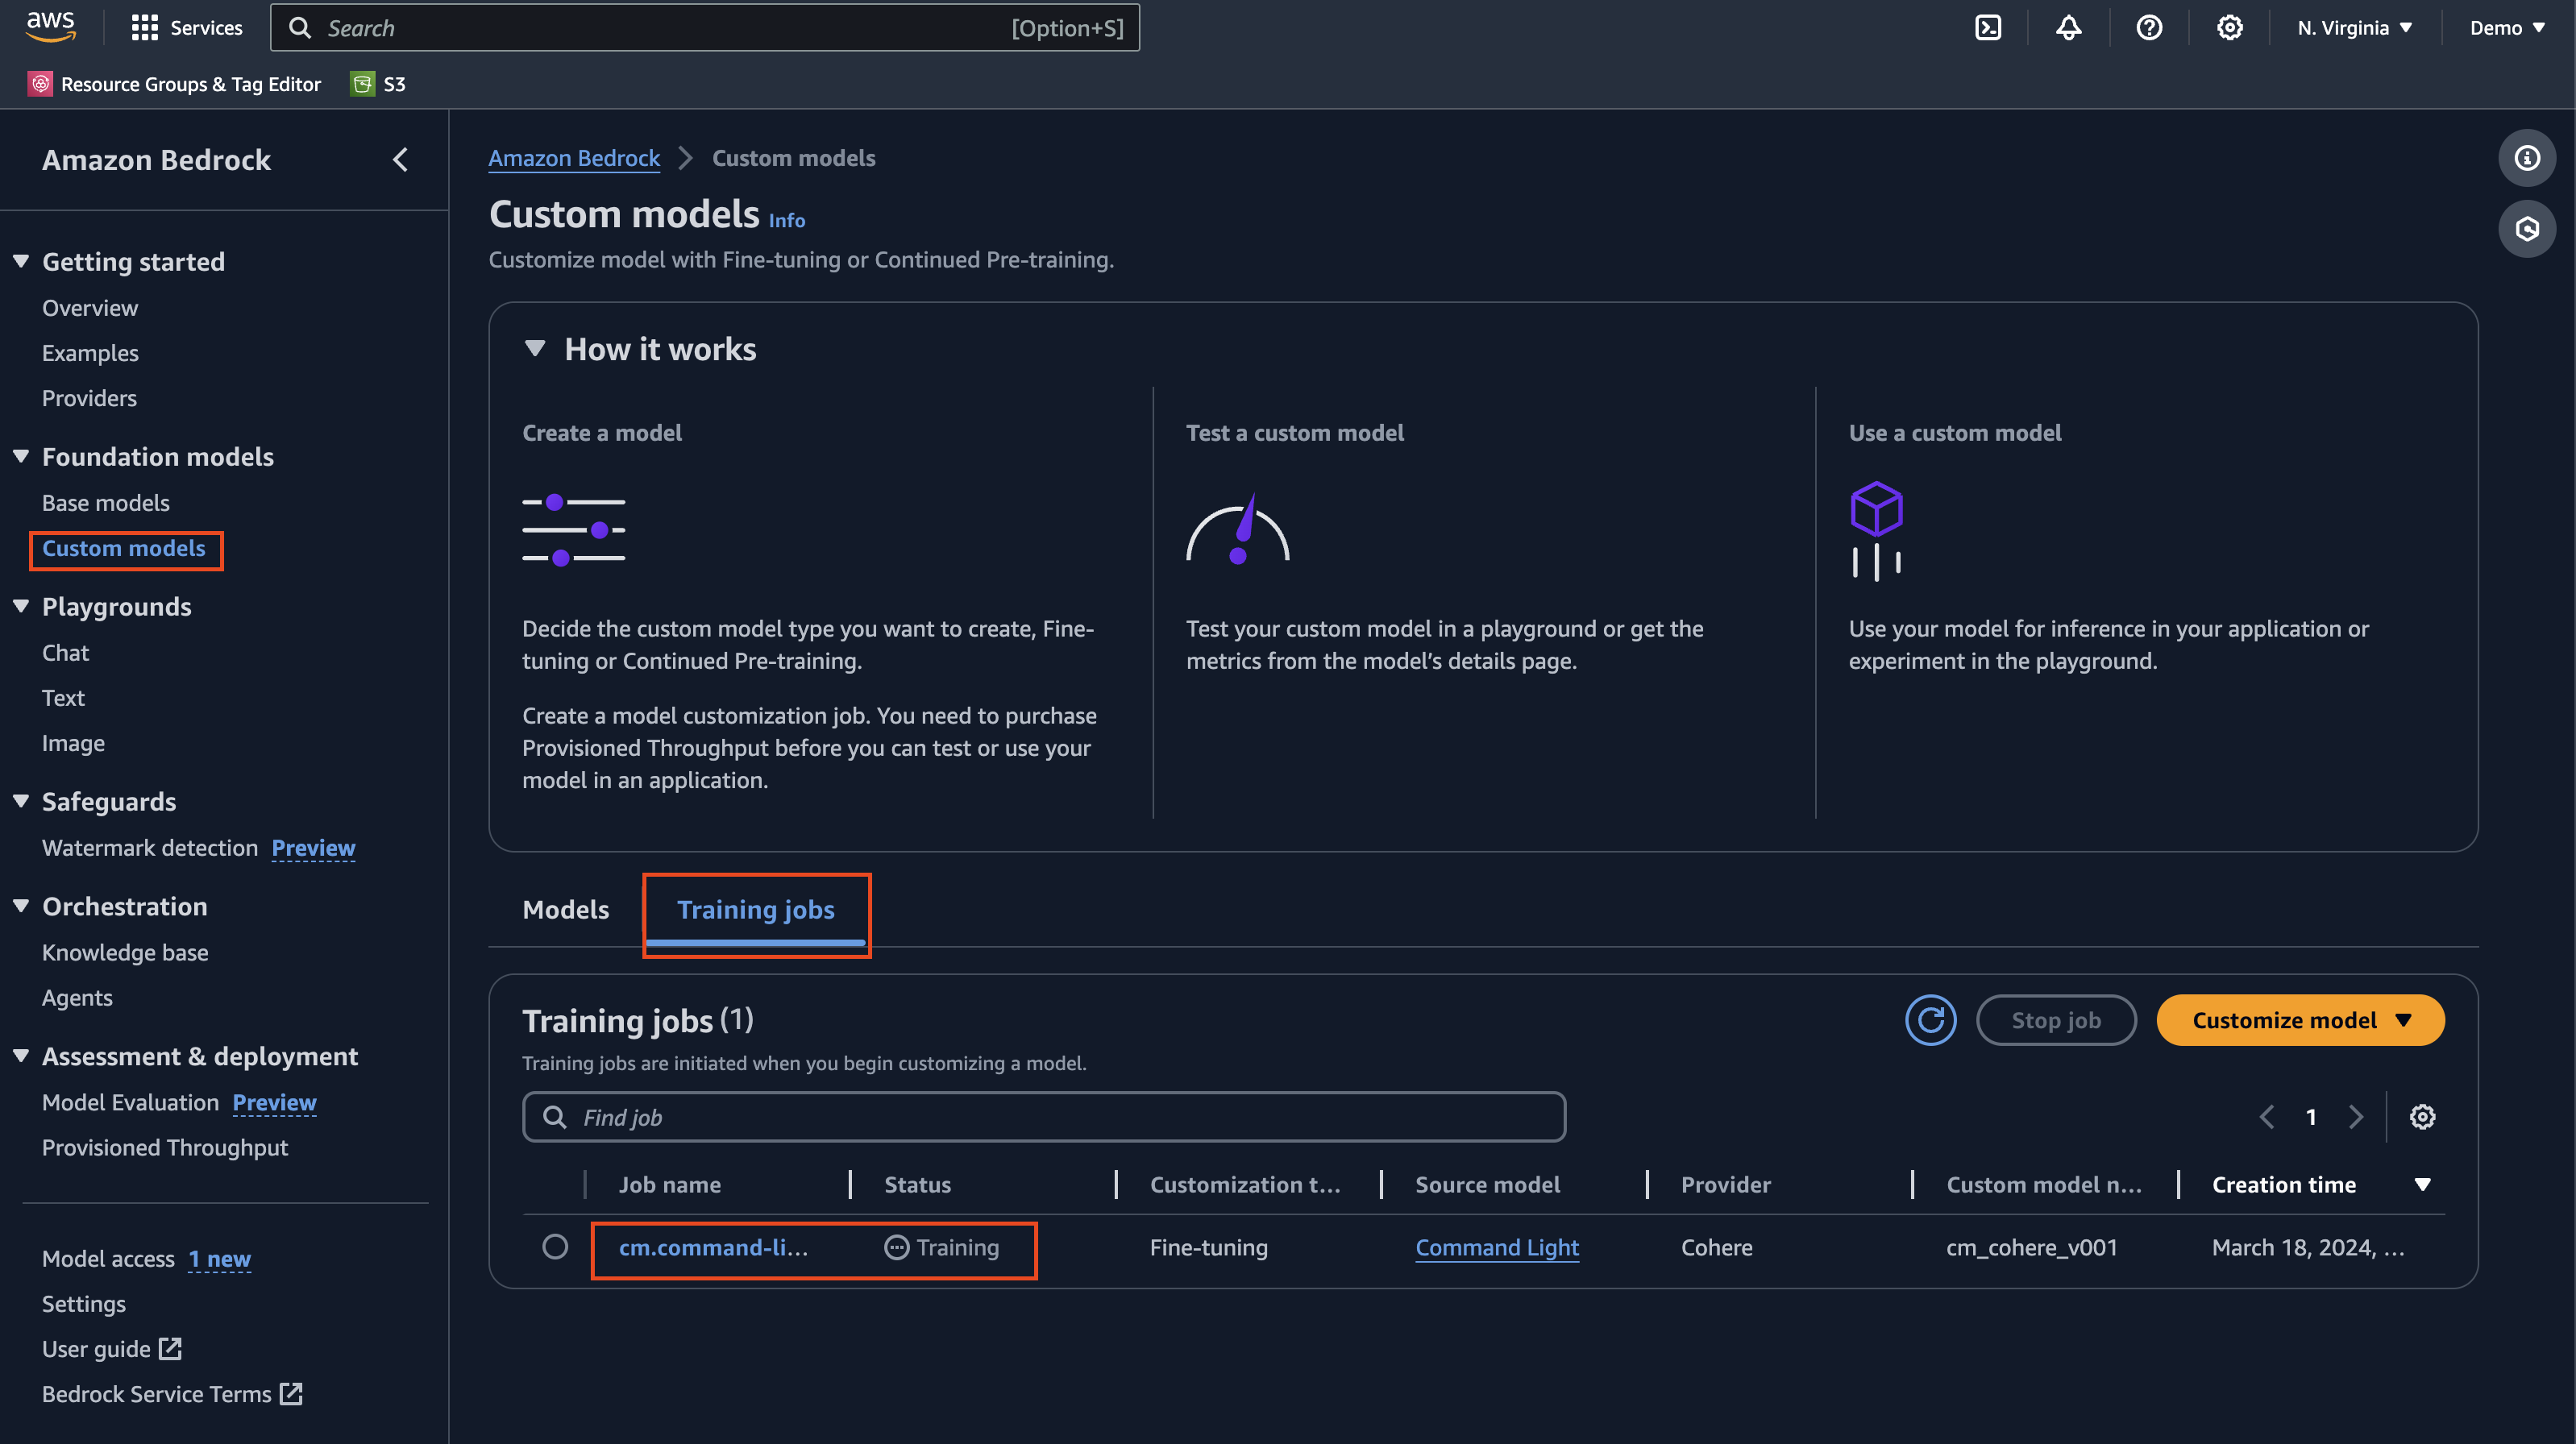 aws
Services
Search
[Option+S]
N. Virginia
Demo
Resource Groups & Tag Editor
S3
Amazon Bedrock
Getting started
Overview
Examples
Providers
Foundation models
Base models
Custom models
Playgrounds
Chat
Text
Image
Safeguards
Watermark detection Preview
Orchestration
Knowledge base
Agents
Assessment & deployment
Model Evaluation Preview
Provisioned Throughput
Model access 1 new
Settings
User guide
Bedrock Service Terms
Amazon Bedrock > Custom models
Custom models Info
Customize model with Fine-tuning or Continued Pre-training.
How it works
Create a model
Decide the custom model type you want to create, Fine-
tuning or Continued Pre-training.
Create a model customization job. You need to purchase
Provisioned Throughput before you can test or use your
model in an application.
Test a custom model
Test your custom model in a playground or get the
metrics from the model’s details page.
Use a custom model
Use your model for inference in your application or
experiment in the playground.
Models
Training jobs
Training jobs (1)
Training jobs are initiated when you begin customizing a model.
Stop job
Customize model
Find job
1
Job name
Status
Customization t...
Source model
Provider
Custom model n...
Creation time
cm.command-li...
Training
Fine-tuning
Command Light
Cohere
cm_cohere_v001
March 18, 2024, ...